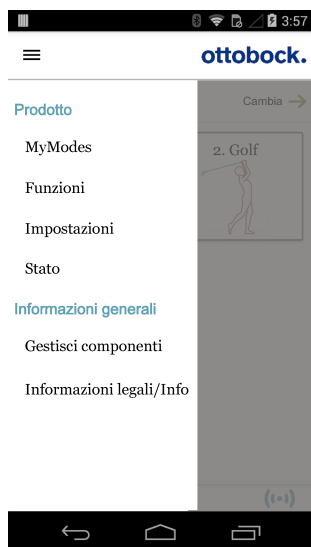 3:57
ottobock.
Prodotto
Cambia
MyModes
2. Golf
Funzioni
Impostazioni
Stato
Informazioni generali
Gestisci componenti
Informazioni legali/Info